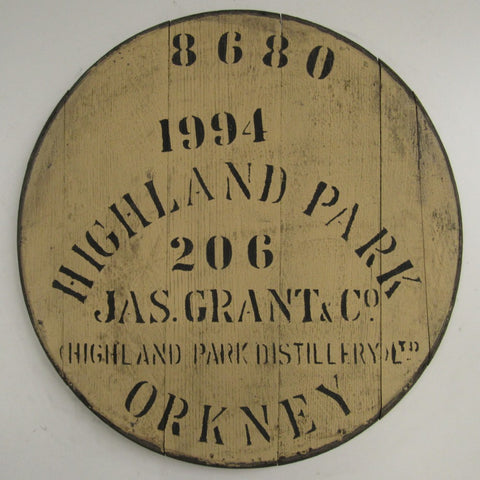 8680
1994
HIGHLAND PARK
206
JAS. GRANT & CO.
(HIGHLAND PARK DISTILLERY) LTD
ORKNEY